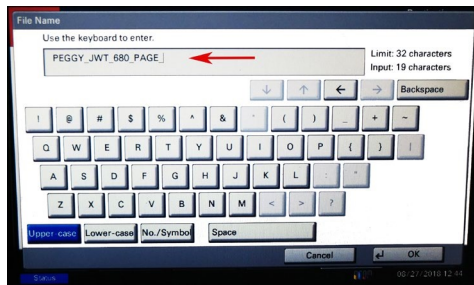 File Name
Use the keyboard to enter.
PEGGY_JWT_680_PAGE_
Limit: 32 characters
Input: 19 characters
↓ ↑ ← → Backspace
! @ # $ % ^ & ( ) _ + ~
Q W E R T Y U I O P { } |
A S D F G H J K L : "
Z X C V B N M < > ?
Upper-case Lower-case No./Symbol Space
Cancel OK
Status 08/27/2018 12:44